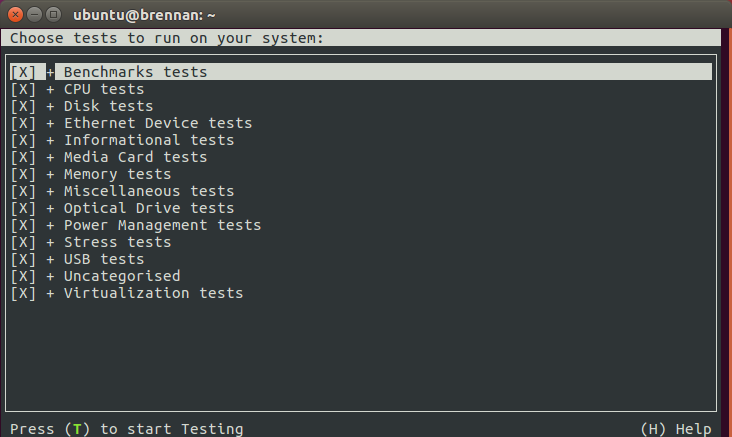 ubuntu@brennan: ~
Choose tests to run on your system:
[X] + Benchmarks tests
[X] + CPU tests
[X] + Disk tests
[X] + Ethernet Device tests
[X] + Informational tests
[X] + Media Card tests
[X] + Memory tests
[X] + Miscellaneous tests
[X] + Optical Drive tests
[X] + Power Management tests
[X] + Stress tests
[X] + USB tests
[X] + Uncategorised
[X] + Virtualization tests
Press (T) to start Testing (H) Help